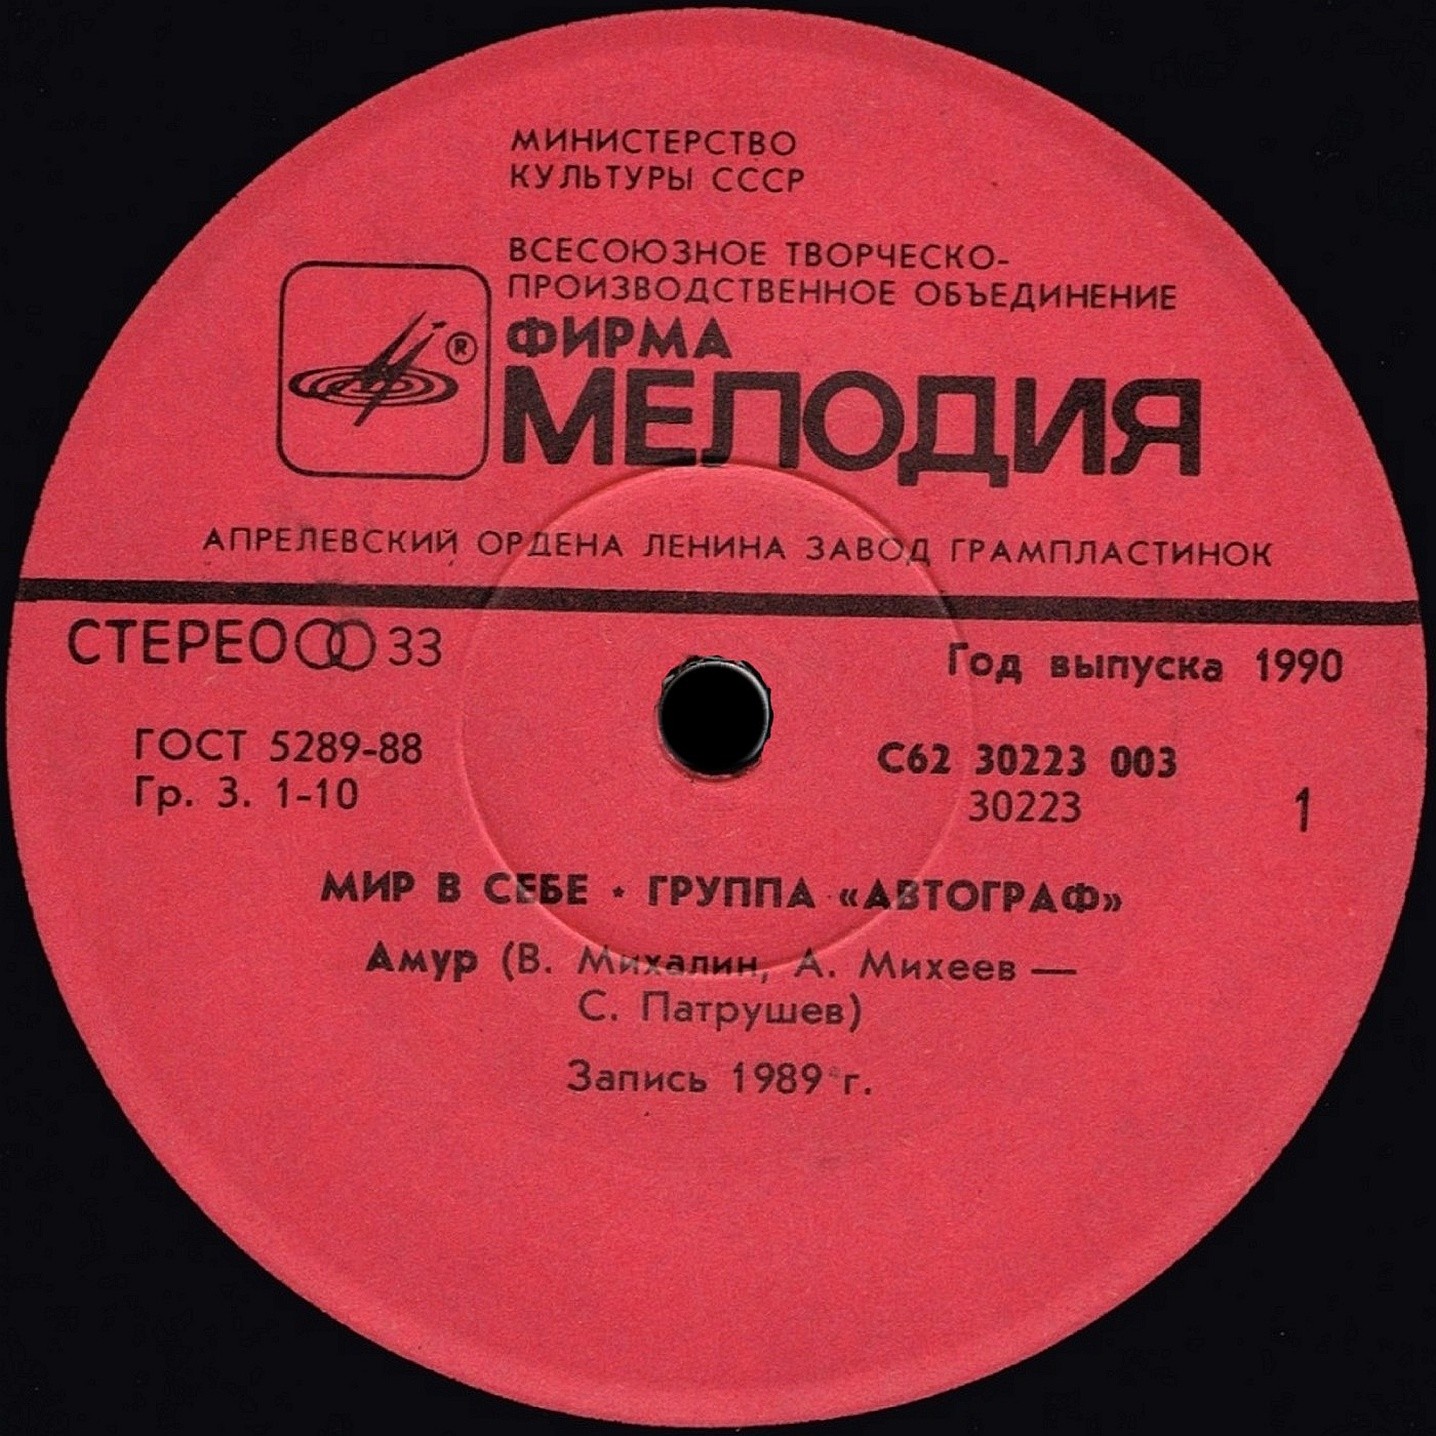 МИНИСТЕРСТВО
КУЛЬТУРЫ СССР
ВСЕСОЮЗНОЕ ТВОРЧЕСКО-
ПРОИЗВОДСТВЕННОЕ ОБЪЕДИНЕНИЕ
ФИРМА
®
МЕЛОДИЯ
АПРЕЛЕВСКИЙ ОРДЕНА ЛЕНИНА ЗАВОД ГРАМПЛАСТИНОК
СТЕРЕО 33
Год выпуска 1990
ГОСТ 5289-88
Гр. 3. 1-10
С62 30223 003
30223
1
МИР В СЕБЕ * ГРУППА «АВТОГРАФ»
Амур (В. Михалин, А. Михеев —
С. Патрушев)
Запись 1989 г.